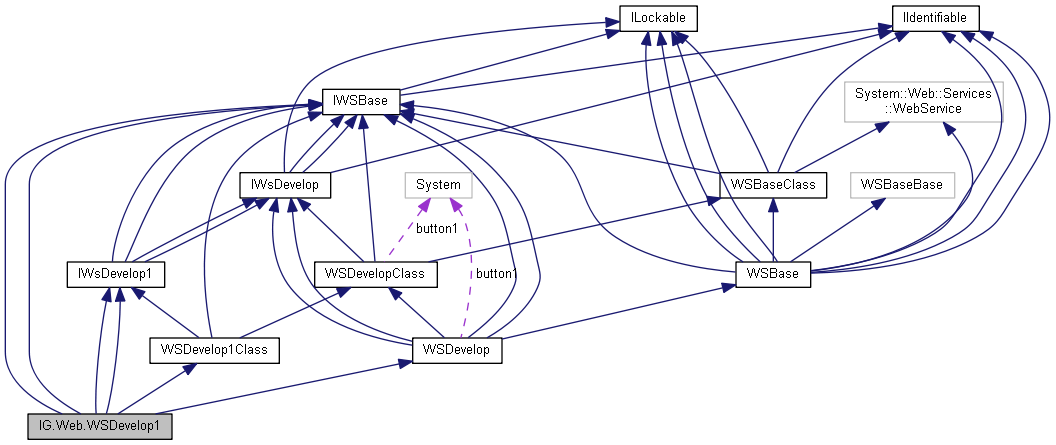 ILockable
IIdentifiable
IWSBase
System::Web::Services
::WebService
IWsDevelop
System
WSBaseClass
WSBaseBase
button1
IWsDevelop1
WSDevelopClass
button1
WSBase
WSDevelop1Class
WSDevelop
IG.Web.WSDevelop1